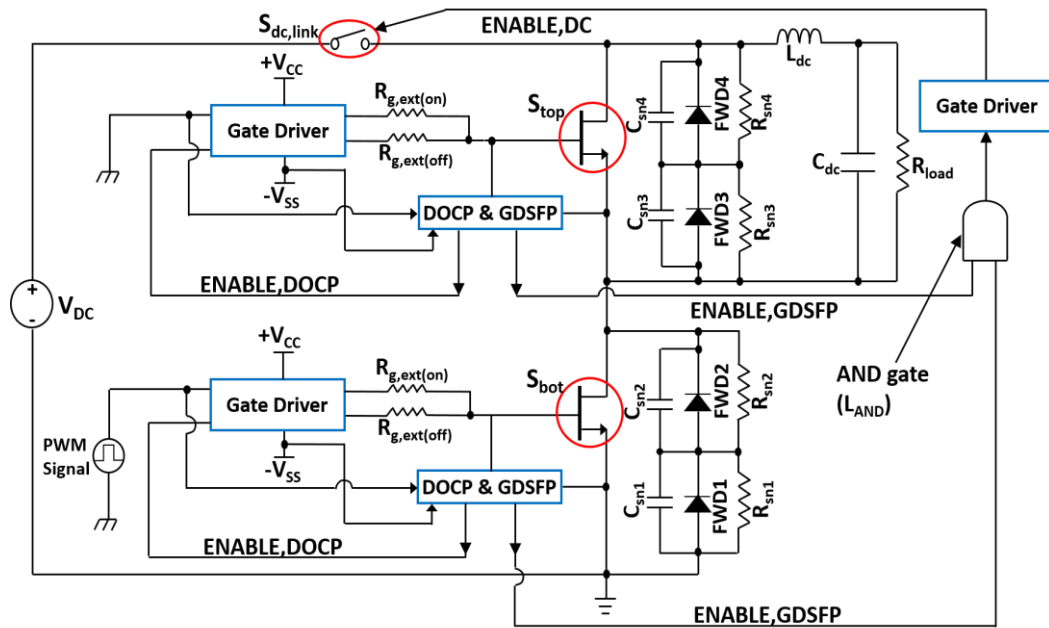 S_dc,link
ENABLE,DC
+V_CC
R_g,ext(on)
Gate Driver
R_g,ext(off)
-V_SS
S_top
DOCP & GDSFP
C_sn4
FWD4
R_sn4
C_sn3
FWD3
R_sn3
L_dc
C_dc
R_load
Gate Driver
ENABLE,DOCP
ENABLE,GDSFP
V_DC
+
-
+V_CC
R_g,ext(on)
Gate Driver
R_g,ext(off)
-V_SS
PWM
Signal
S_bot
DOCP & GDSFP
C_sn2
FWD2
R_sn2
C_sn1
FWD1
R_sn1
AND gate
(L_AND)
ENABLE,DOCP
ENABLE,GDSFP